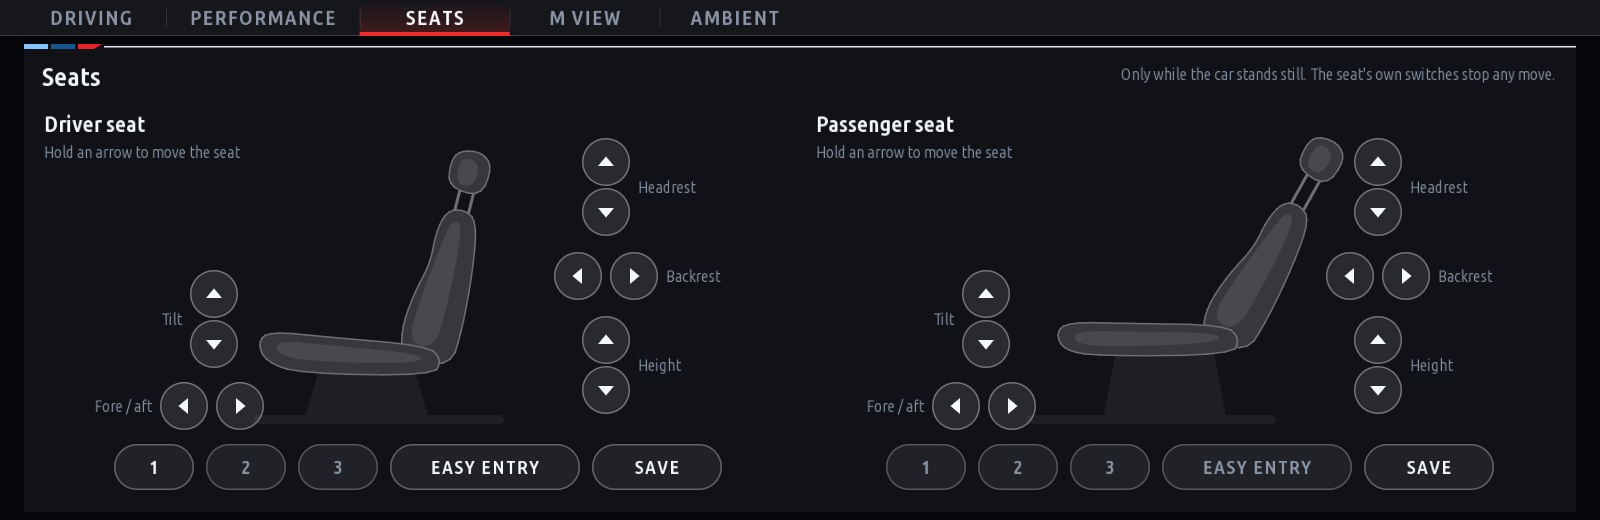 DRIVING
PERFORMANCE
SEATS
M VIEW
AMBIENT
Seats
Only while the car stands still. The seat's own switches stop any move.
Driver seat
Hold an arrow to move the seat
Headrest
Backrest
Tilt
Height
Fore / aft
1
2
3
EASY ENTRY
SAVE
Passenger seat
Hold an arrow to move the seat
Headrest
Backrest
Tilt
Height
Fore / aft
1
2
3
EASY ENTRY
SAVE